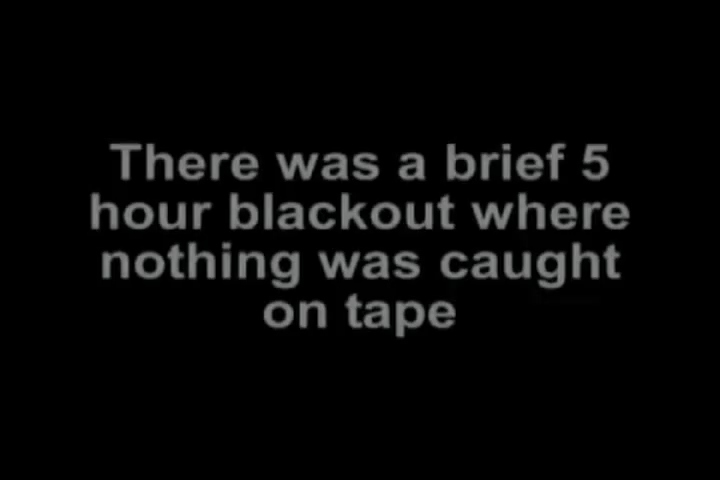 There was a brief 5
hour blackout where
nothing was caught
on tape